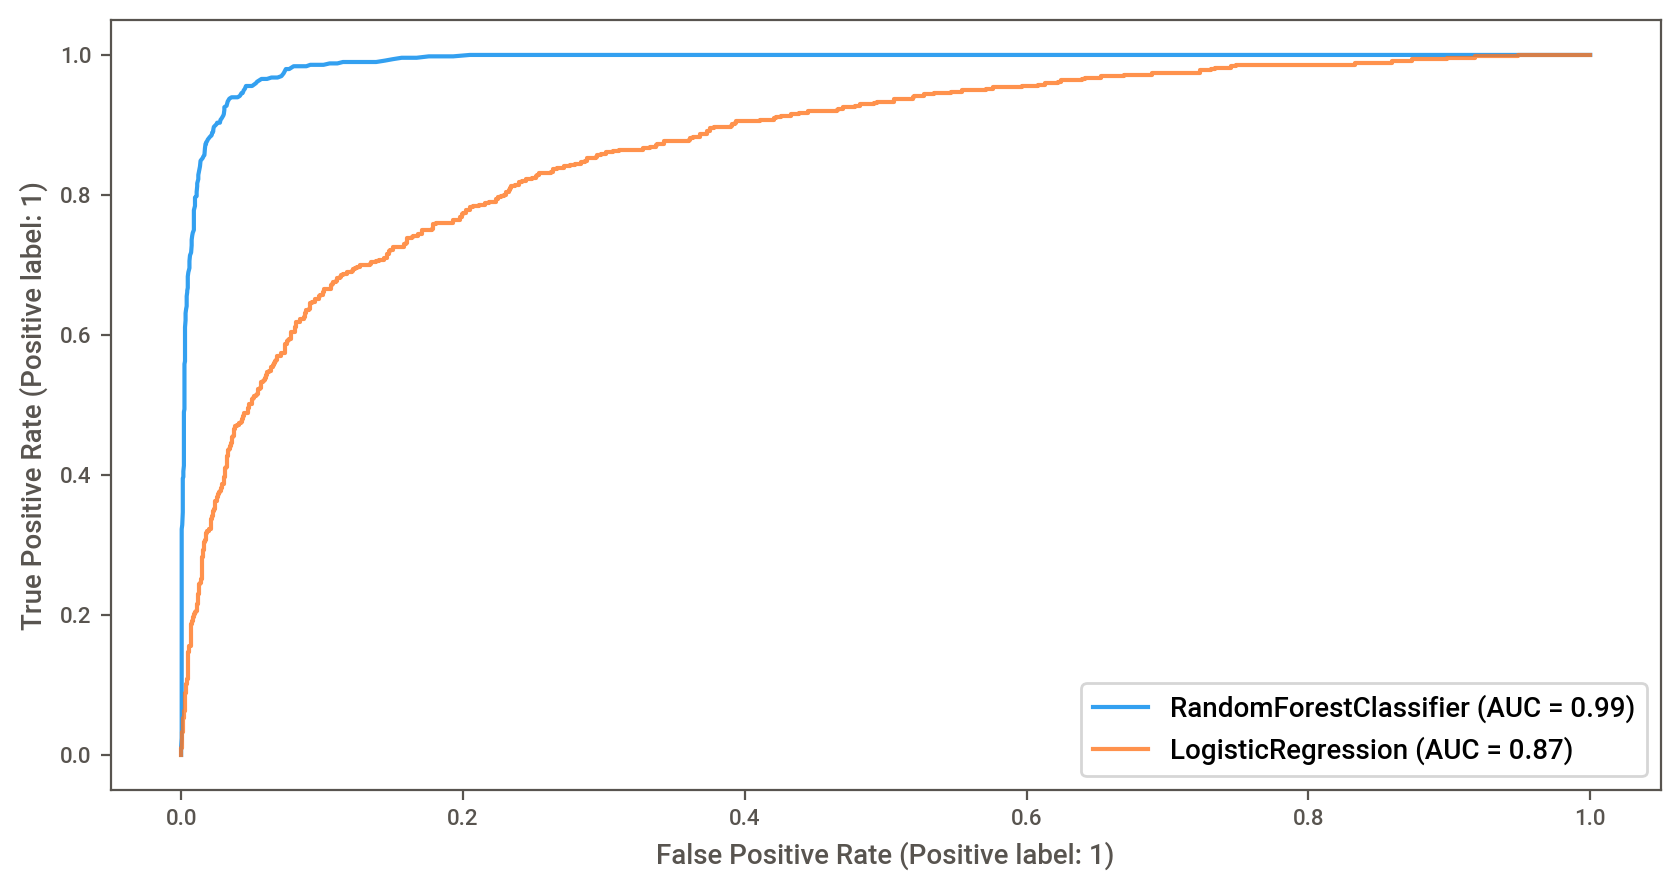 True Positive Rate (Positive label: 1)
1.0
0.8
0.6
0.4
0.2
0.0
RandomForestClassifier (AUC = 0.99)
LogisticRegression (AUC = 0.87)
0.0 0.2 0.4 0.6 0.8 1.0
False Positive Rate (Positive label: 1)